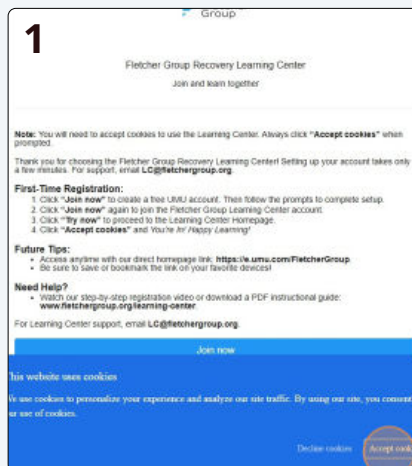 1
Group
Fletcher Group Recovery Learning Center
Join and learn together
Note: You will need to accept cookies to use the Learning Center. Always click "Accept cookies" when
prompted.
Thank you for choosing the Fletcher Group Recovery Learning Center! Setting up your account takes only
a few minutes. For support, email LC@fletchergroup.org.
First-Time Registration:
1. Click "Join now" to create a free UMU account. Then follow the prompts to complete setup.
2. Click "Join now" again to join the Fletcher Group Learning Center account.
3. Click "Try now" to proceed to the Learning Center Homepage.
4. Click "Accept cookies" and You're In! Happy Learning!
Future Tips:
• Access anytime with our direct homepage link: https://e.umu.com/FletcherGroup.
• Be sure to save or bookmark the link on your favorite devices!
Need Help?
• Watch our step-by-step registration video or download a PDF instructional guide:
www.fletchergroup.org/learning-center.
For Learning Center support, email LC@fletchergroup.org.
Join now
This website uses cookies
We use cookies to personalize your experience and analyze our site traffic. By using our site, you consent
our use of cookies.
Decline cookies Accept cook